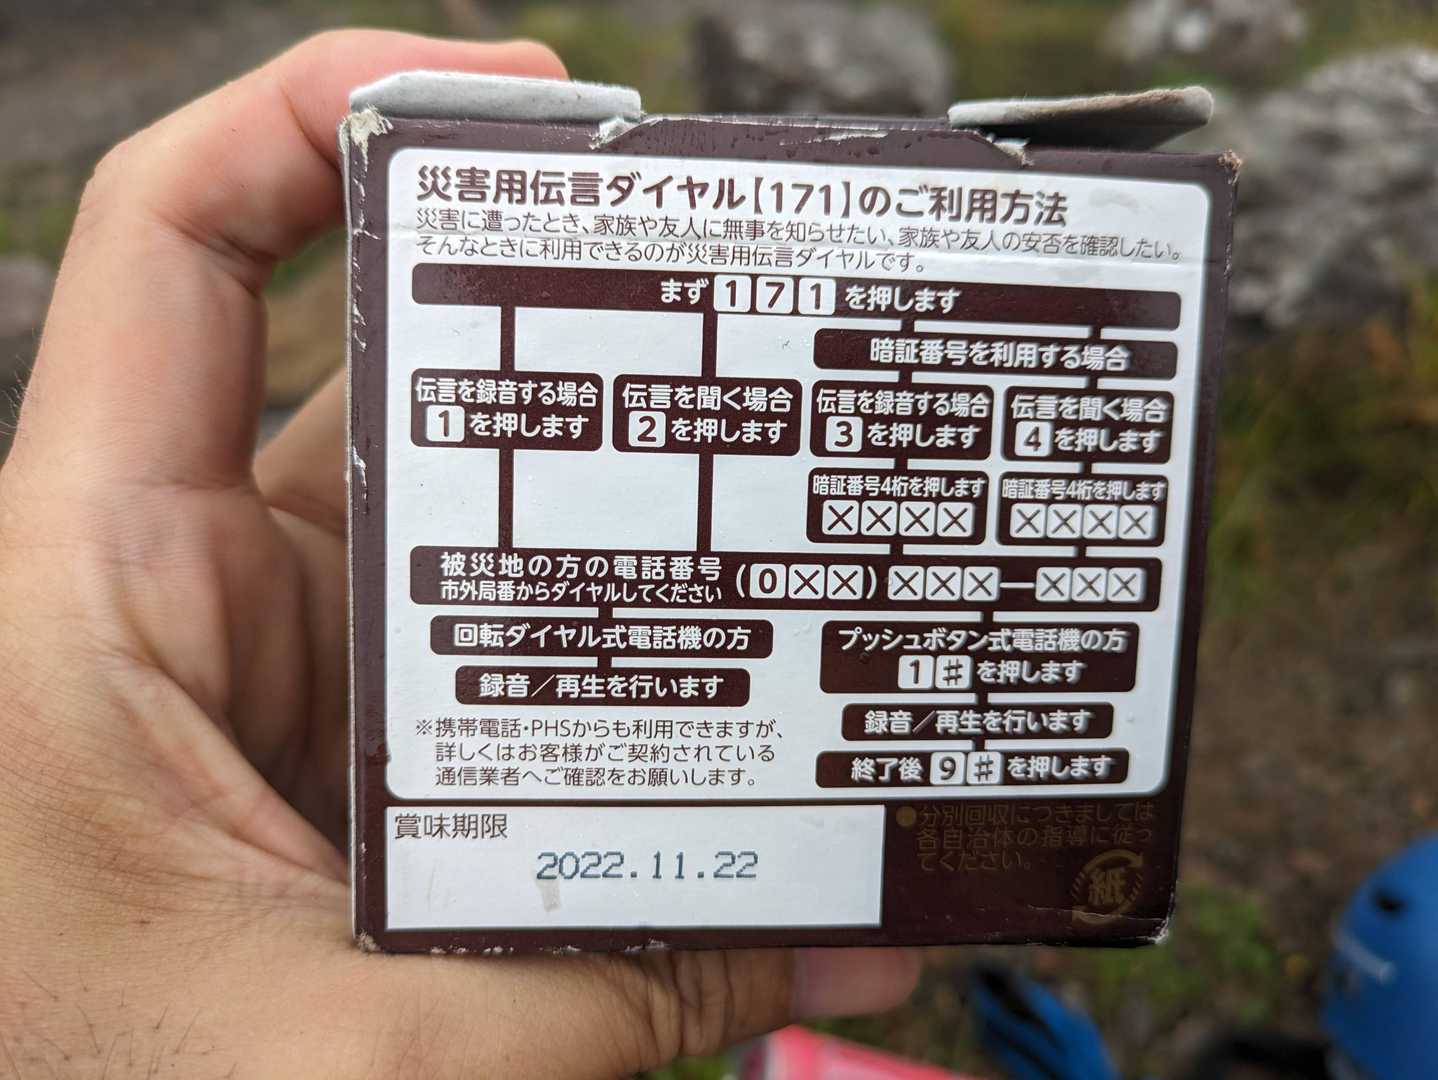 災害用伝言ダイヤル【171】のご利用方法
災害に遭ったとき、家族や友人に無事を知らせたい、家族や友人の安否を確認したい。
そんなときに利用できるのが災害用伝言ダイヤルです。
まず171を押します
暗証番号を利用する場合
伝言を録音する場合
1を押します
伝言を聞く場合
2を押します
伝言を録音する場合
3を押します
伝言を聞く場合
4を押します
暗証番号4桁を押します
××××
暗証番号4桁を押します
××××
被災地の方の電話番号
市外局番からダイヤルしてください
(0××)×××―×××
回転ダイヤル式電話機の方
録音/再生を行います
プッシュボタン式電話機の方
1#を押します
録音/再生を行います
終了後9#を押します
※携帯電話・PHSからも利用できますが、
詳しくはお客様がご契約されている
通信業者へご確認をお願いします。
賞味期限
2022.11.22
●分別回収につきましては
各自治体の指導に従っ
てください。
紙